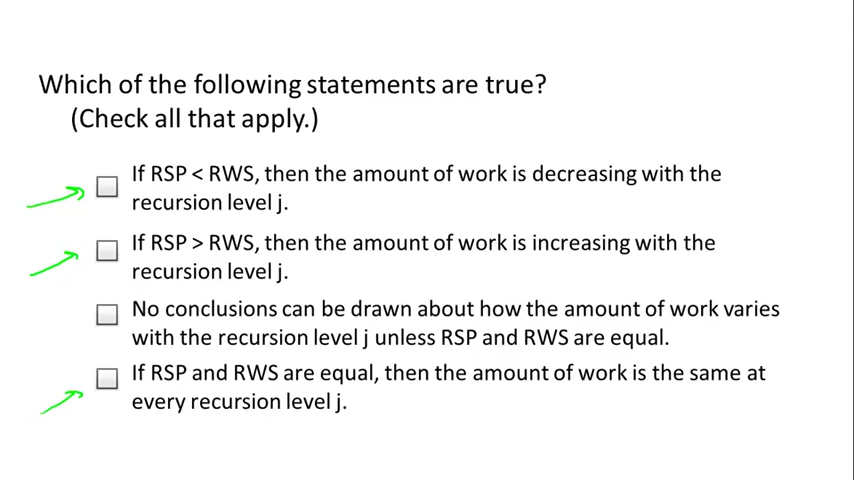 Which of the following statements are true?
(Check all that apply.)
If RSP < RWS, then the amount of work is decreasing with the
recursion level j.
If RSP > RWS, then the amount of work is increasing with the
recursion level j.
No conclusions can be drawn about how the amount of work varies
with the recursion level j unless RSP and RWS are equal.
If RSP and RWS are equal, then the amount of work is the same at
every recursion level j.